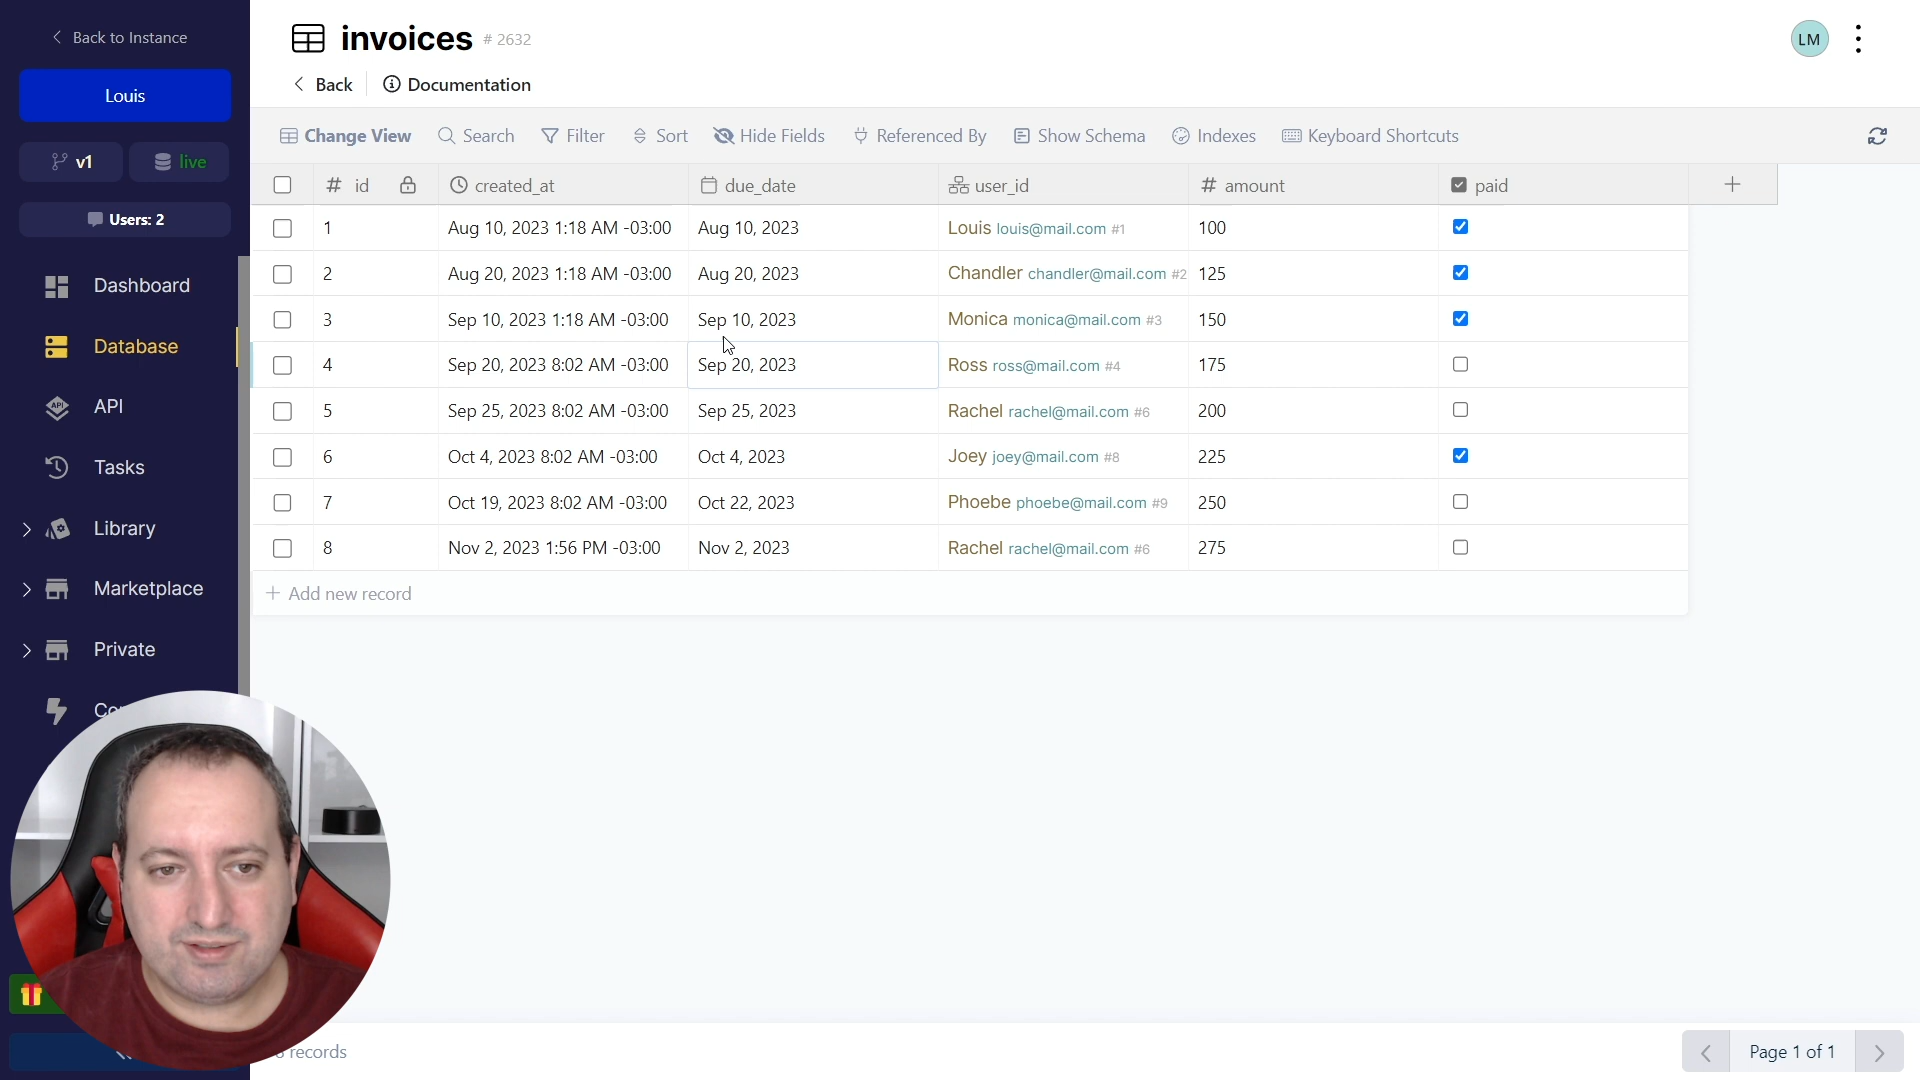 Back to Instance
Louis
v1
live
Users: 2
Dashboard
Database
API
Tasks
Library
Marketplace
Private
invoices # 2632
Back
Documentation
LM
Change View
Search
Filter
Sort
Hide Fields
Referenced By
Show Schema
Indexes
Keyboard Shortcuts
# id created_at due_date user_id # amount paid
1 Aug 10, 2023 1:18 AM -03:00 Aug 10, 2023 Louis louis@mail.com #1 100
2 Aug 20, 2023 1:18 AM -03:00 Aug 20, 2023 Chandler chandler@mail.com #2 125
3 Sep 10, 2023 1:18 AM -03:00 Sep 10, 2023 Monica monica@mail.com #3 150
4 Sep 20, 2023 8:02 AM -03:00 Sep 20, 2023 Ross ross@mail.com #4 175
5 Sep 25, 2023 8:02 AM -03:00 Sep 25, 2023 Rachel rachel@mail.com #6 200
6 Oct 4, 2023 8:02 AM -03:00 Oct 4, 2023 Joey joey@mail.com #8 225
7 Oct 19, 2023 8:02 AM -03:00 Oct 22, 2023 Phoebe phoebe@mail.com #9 250
8 Nov 2, 2023 1:56 PM -03:00 Nov 2, 2023 Rachel rachel@mail.com #6 275
+ Add new record
records
Page 1 of 1